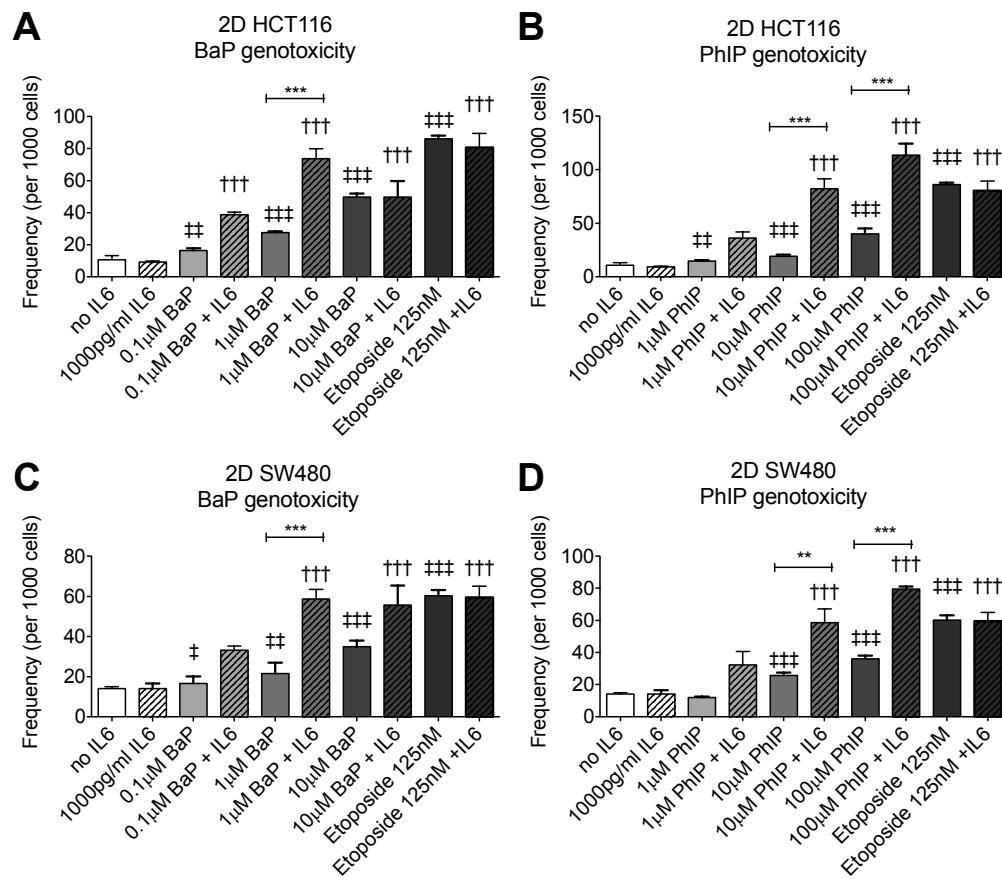 A
2D HCT116
BaP genotoxicity
Frequency (per 1000 cells)
100
80
60
40
20
0
‡‡
†††
‡‡‡
***
†††
‡‡‡
†††
‡‡‡
†††
no IL6
1000pg/ml IL6
0.1µM BaP
0.1µM BaP + IL6
1µM BaP
1µM BaP + IL6
10µM BaP
10µM BaP + IL6
Etoposide 125nM
Etoposide 125nM +IL6
B
2D HCT116
PhIP genotoxicity
Frequency (per 1000 cells)
150
100
50
0
‡‡
‡‡‡
***
†††
‡‡‡
***
†††
‡‡‡
†††
no IL6
1000pg/ml IL6
1µM PhIP
1µM PhIP + IL6
10µM PhIP
10µM PhIP + IL6
100µM PhIP
100µM PhIP + IL6
Etoposide 125nM
Etoposide 125nM +IL6
C
2D SW480
BaP genotoxicity
Frequency (per 1000 cells)
80
60
40
20
0
‡
‡‡
***
†††
‡‡‡
†††
‡‡‡
†††
no IL6
1000pg/ml IL6
0.1µM BaP
0.1µM BaP + IL6
1µM BaP
1µM BaP + IL6
10µM BaP
10µM BaP + IL6
Etoposide 125nM
Etoposide 125nM +IL6
D
2D SW480
PhIP genotoxicity
Frequency (per 1000 cells)
100
80
60
40
20
0
‡‡‡
**
†††
‡‡‡
***
†††
‡‡‡
†††
no IL6
1000pg/ml IL6
1µM PhIP
1µM PhIP + IL6
10µM PhIP
10µM PhIP + IL6
100µM PhIP
100µM PhIP + IL6
Etoposide 125nM
Etoposide 125nM +IL6